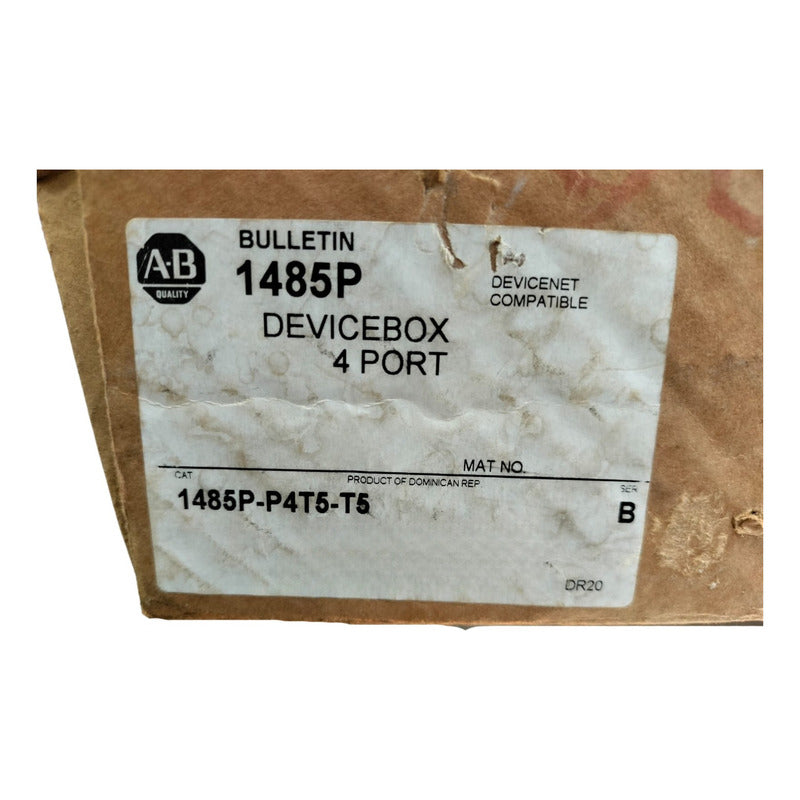 A-B
QUALITY
BULLETIN
1485P
DEVICEBOX
4 PORT
DEVICENET
COMPATIBLE
MAT NO.
CAT
PRODUCT OF DOMINICAN REP.
SER
1485P-P4T5-T5
B
DR20